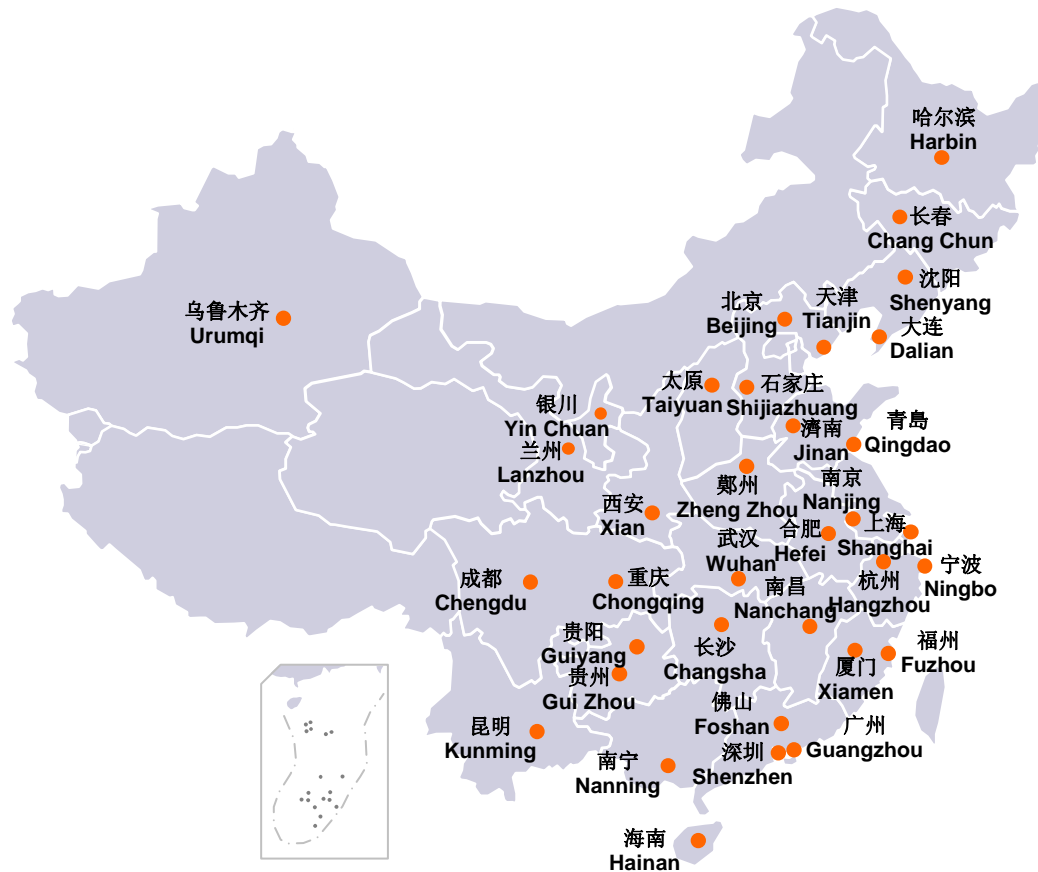 哈尔滨
Harbin
长春
Chang Chun
沈阳
Shenyang
大连
Dalian
天津
Tianjin
北京
Beijing
乌鲁木齐
Urumqi
太原
Taiyuan
石家庄
Shijiazhuang
银川
Yin Chuan
兰州
Lanzhou
濟南
Jinan
青島
Qingdao
鄭州
Zheng Zhou
南京
Nanjing
西安
Xian
合肥
Hefei
上海
Shanghai
武汉
Wuhan
成都
Chengdu
重庆
Chongqing
南昌
Nanchang
杭州
Hangzhou
宁波
Ningbo
贵阳
Guiyang
长沙
Changsha
福州
Fuzhou
厦门
Xiamen
贵州
Gui Zhou
佛山
Foshan
昆明
Kunming
广州
Guangzhou
深圳
Shenzhen
南宁
Nanning
海南
Hainan